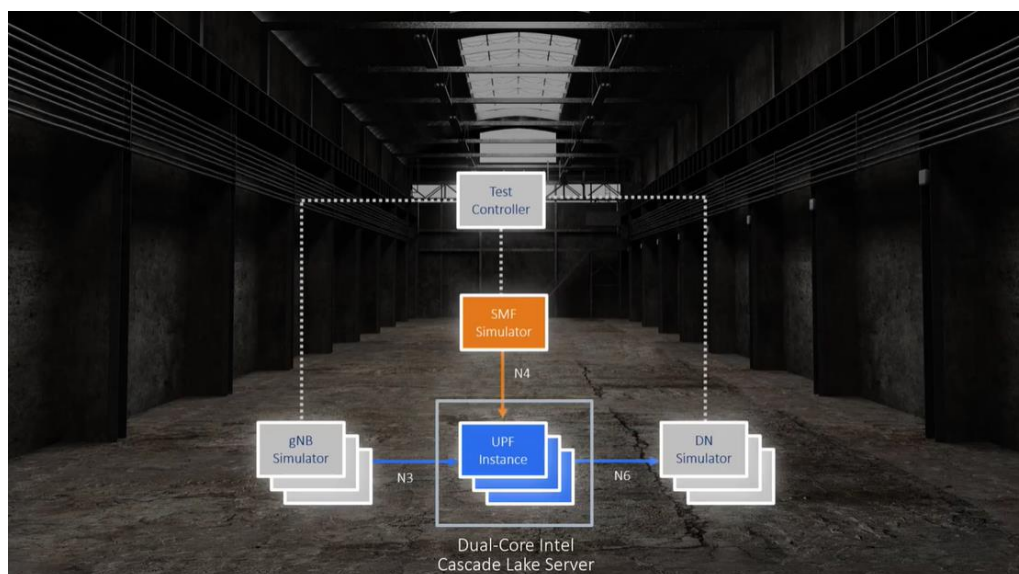 Test
Controller
SMF
Simulator
N4
gNB
Simulator
UPF
Instance
DN
Simulator
N3
N6
Dual-Core Intel
Cascade Lake Server